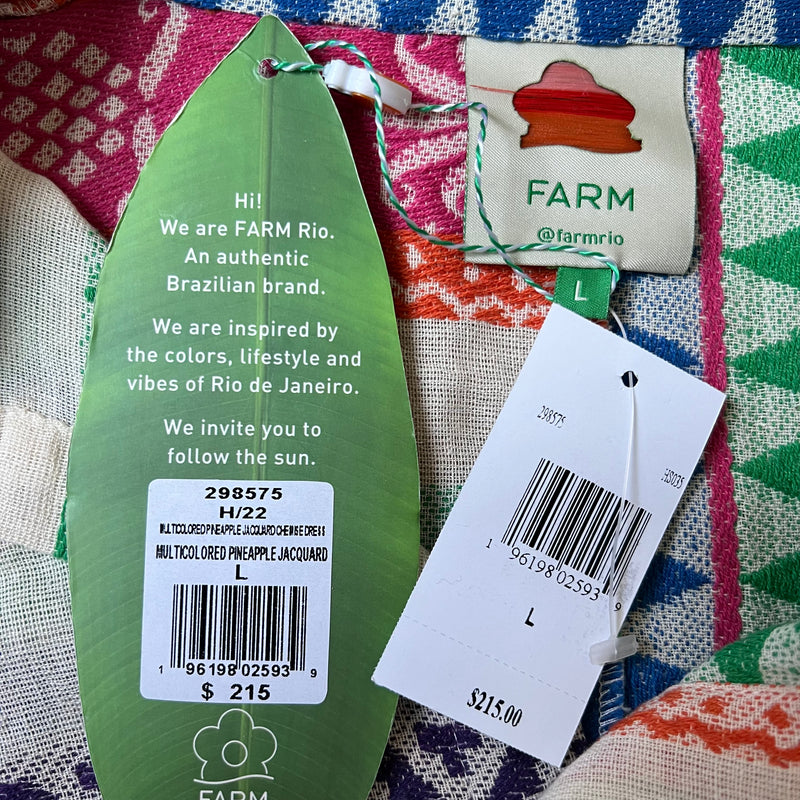 Hi!
We are FARM Rio.
An authentic
Brazilian brand.
We are inspired by
the colors, lifestyle and
vibes of Rio de Janeiro.
We invite you to
follow the sun.
298575
H/22
MULTICOLORED PINEAPPLE JACQUARD CHEMISE DRESS
MULTICOLORED PINEAPPLE JACQUARD
L
1 96198 02593 9
$ 215
FARM
FARM
@farmrio
L
298575
HS035
1 96198 02593 9
L
$215.00